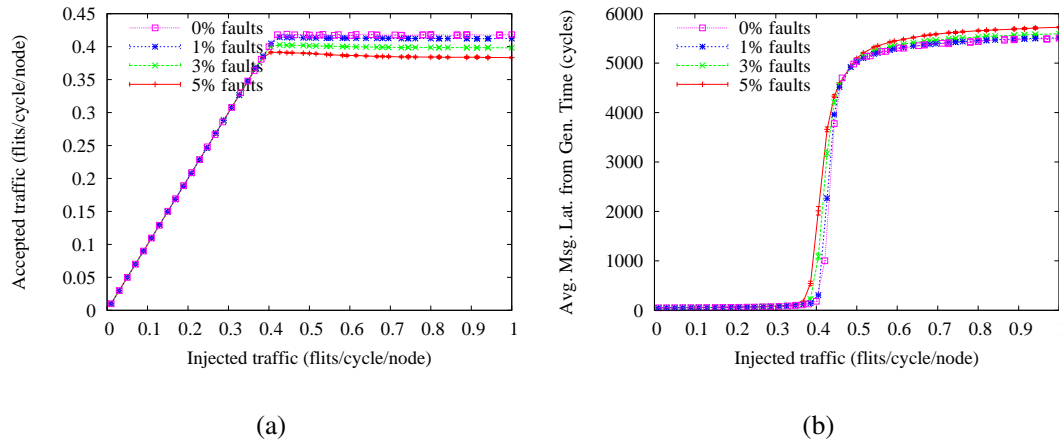 Accepted traffic (flits/cycle/node)
0.45
0.4
0.35
0.3
0.25
0.2
0.15
0.1
0.05
0
0% faults
1% faults
3% faults
5% faults
0 0.1 0.2 0.3 0.4 0.5 0.6 0.7 0.8 0.9 1
Injected traffic (flits/cycle/node)
(a)
Avg. Msg. Lat. from Gen. Time (cycles)
6000
5000
4000
3000
2000
1000
0
0% faults
1% faults
3% faults
5% faults
0 0.1 0.2 0.3 0.4 0.5 0.6 0.7 0.8 0.9
Injected traffic (flits/cycle/node)
(b)